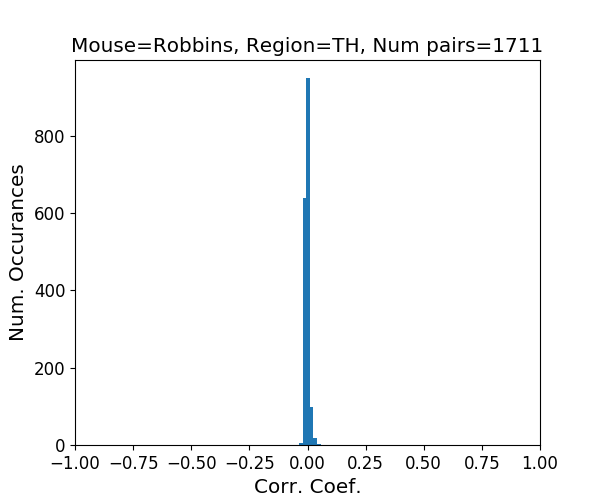 Mouse=Robbins, Region=TH, Num pairs=1711
Num. Occurances
800
600
400
200
0
−1.00 −0.75 −0.50 −0.25 0.00 0.25 0.50 0.75 1.00
Corr. Coef.